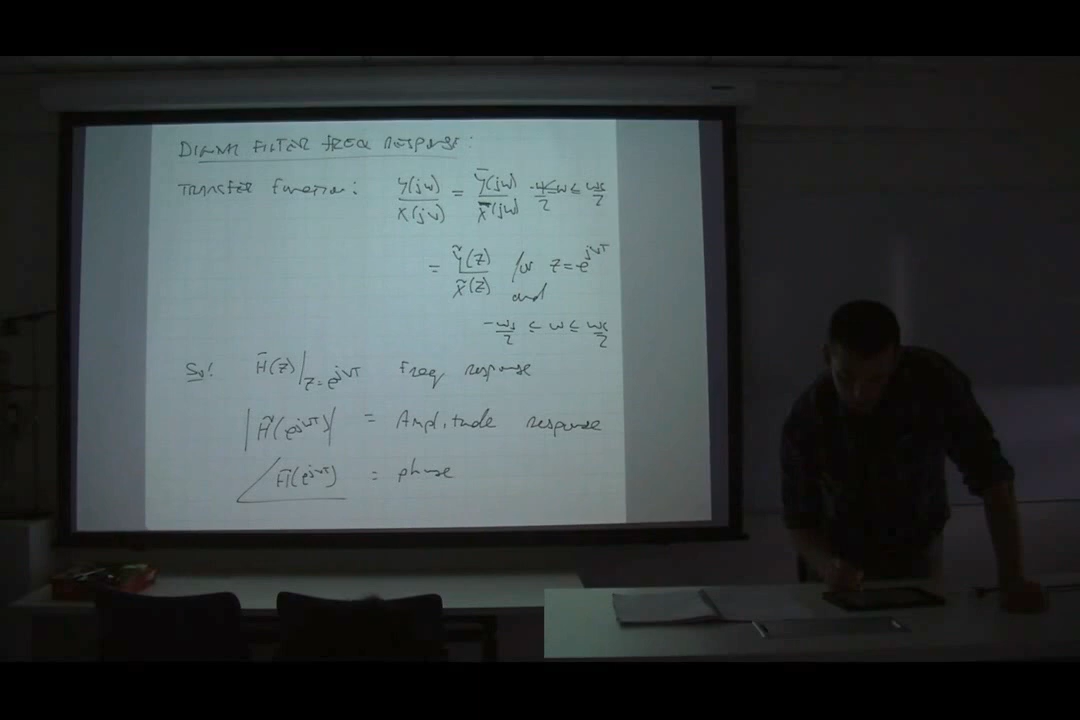 DIGITAL FILTER FREQ RESPONSE:
TRANSFER function: Y(jω)/X(jω) = Ȳ(jω)/X̄(jω) -ωs/2 ≤ ω ≤ ωs/2
= Ỹ(z)/X̃(z) for z = e^jωT
and
-ωs/2 ≤ ω ≤ ωs/2
So: H̃(z)|z=e^jωT Freq response
|H̃(e^jωT)| = Amplitude response
∠H̃(e^jωT) = phase